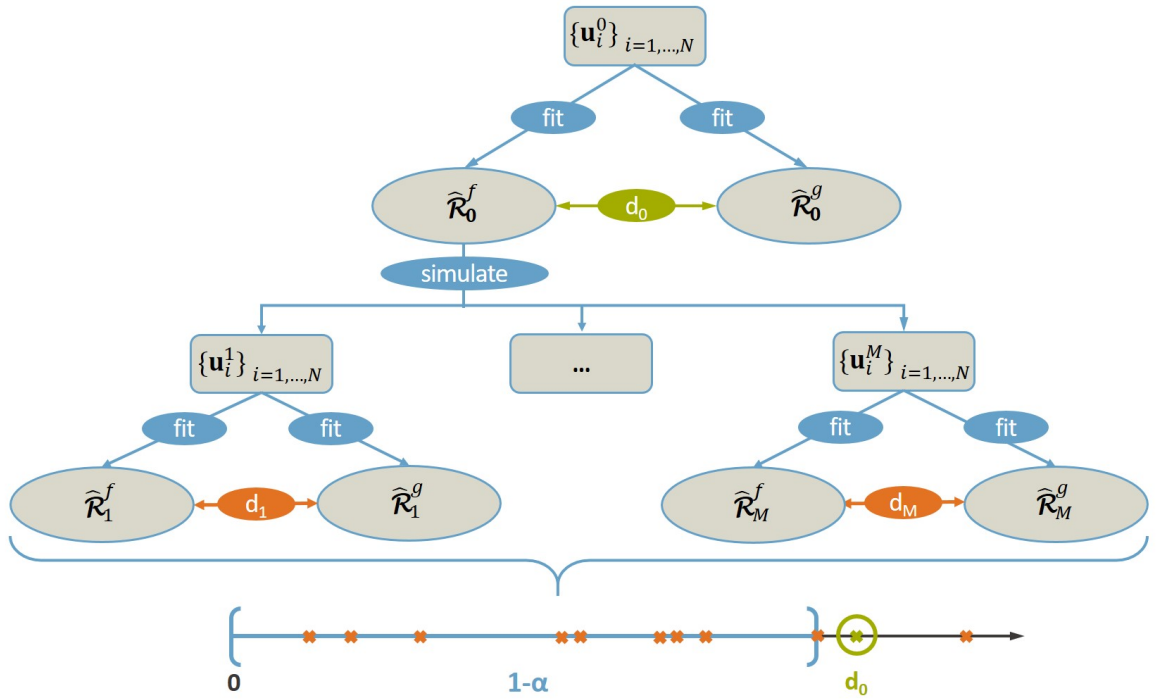 {u_i^0} i=1,…,N
fit fit
R̂_0^f d_0 R̂_0^g
simulate
{u_i^1} i=1,…,N ... {u_i^M} i=1,…,N
fit fit fit fit
R̂_1^f d_1 R̂_1^g R̂_M^f d_M R̂_M^g
0 1-α d_0